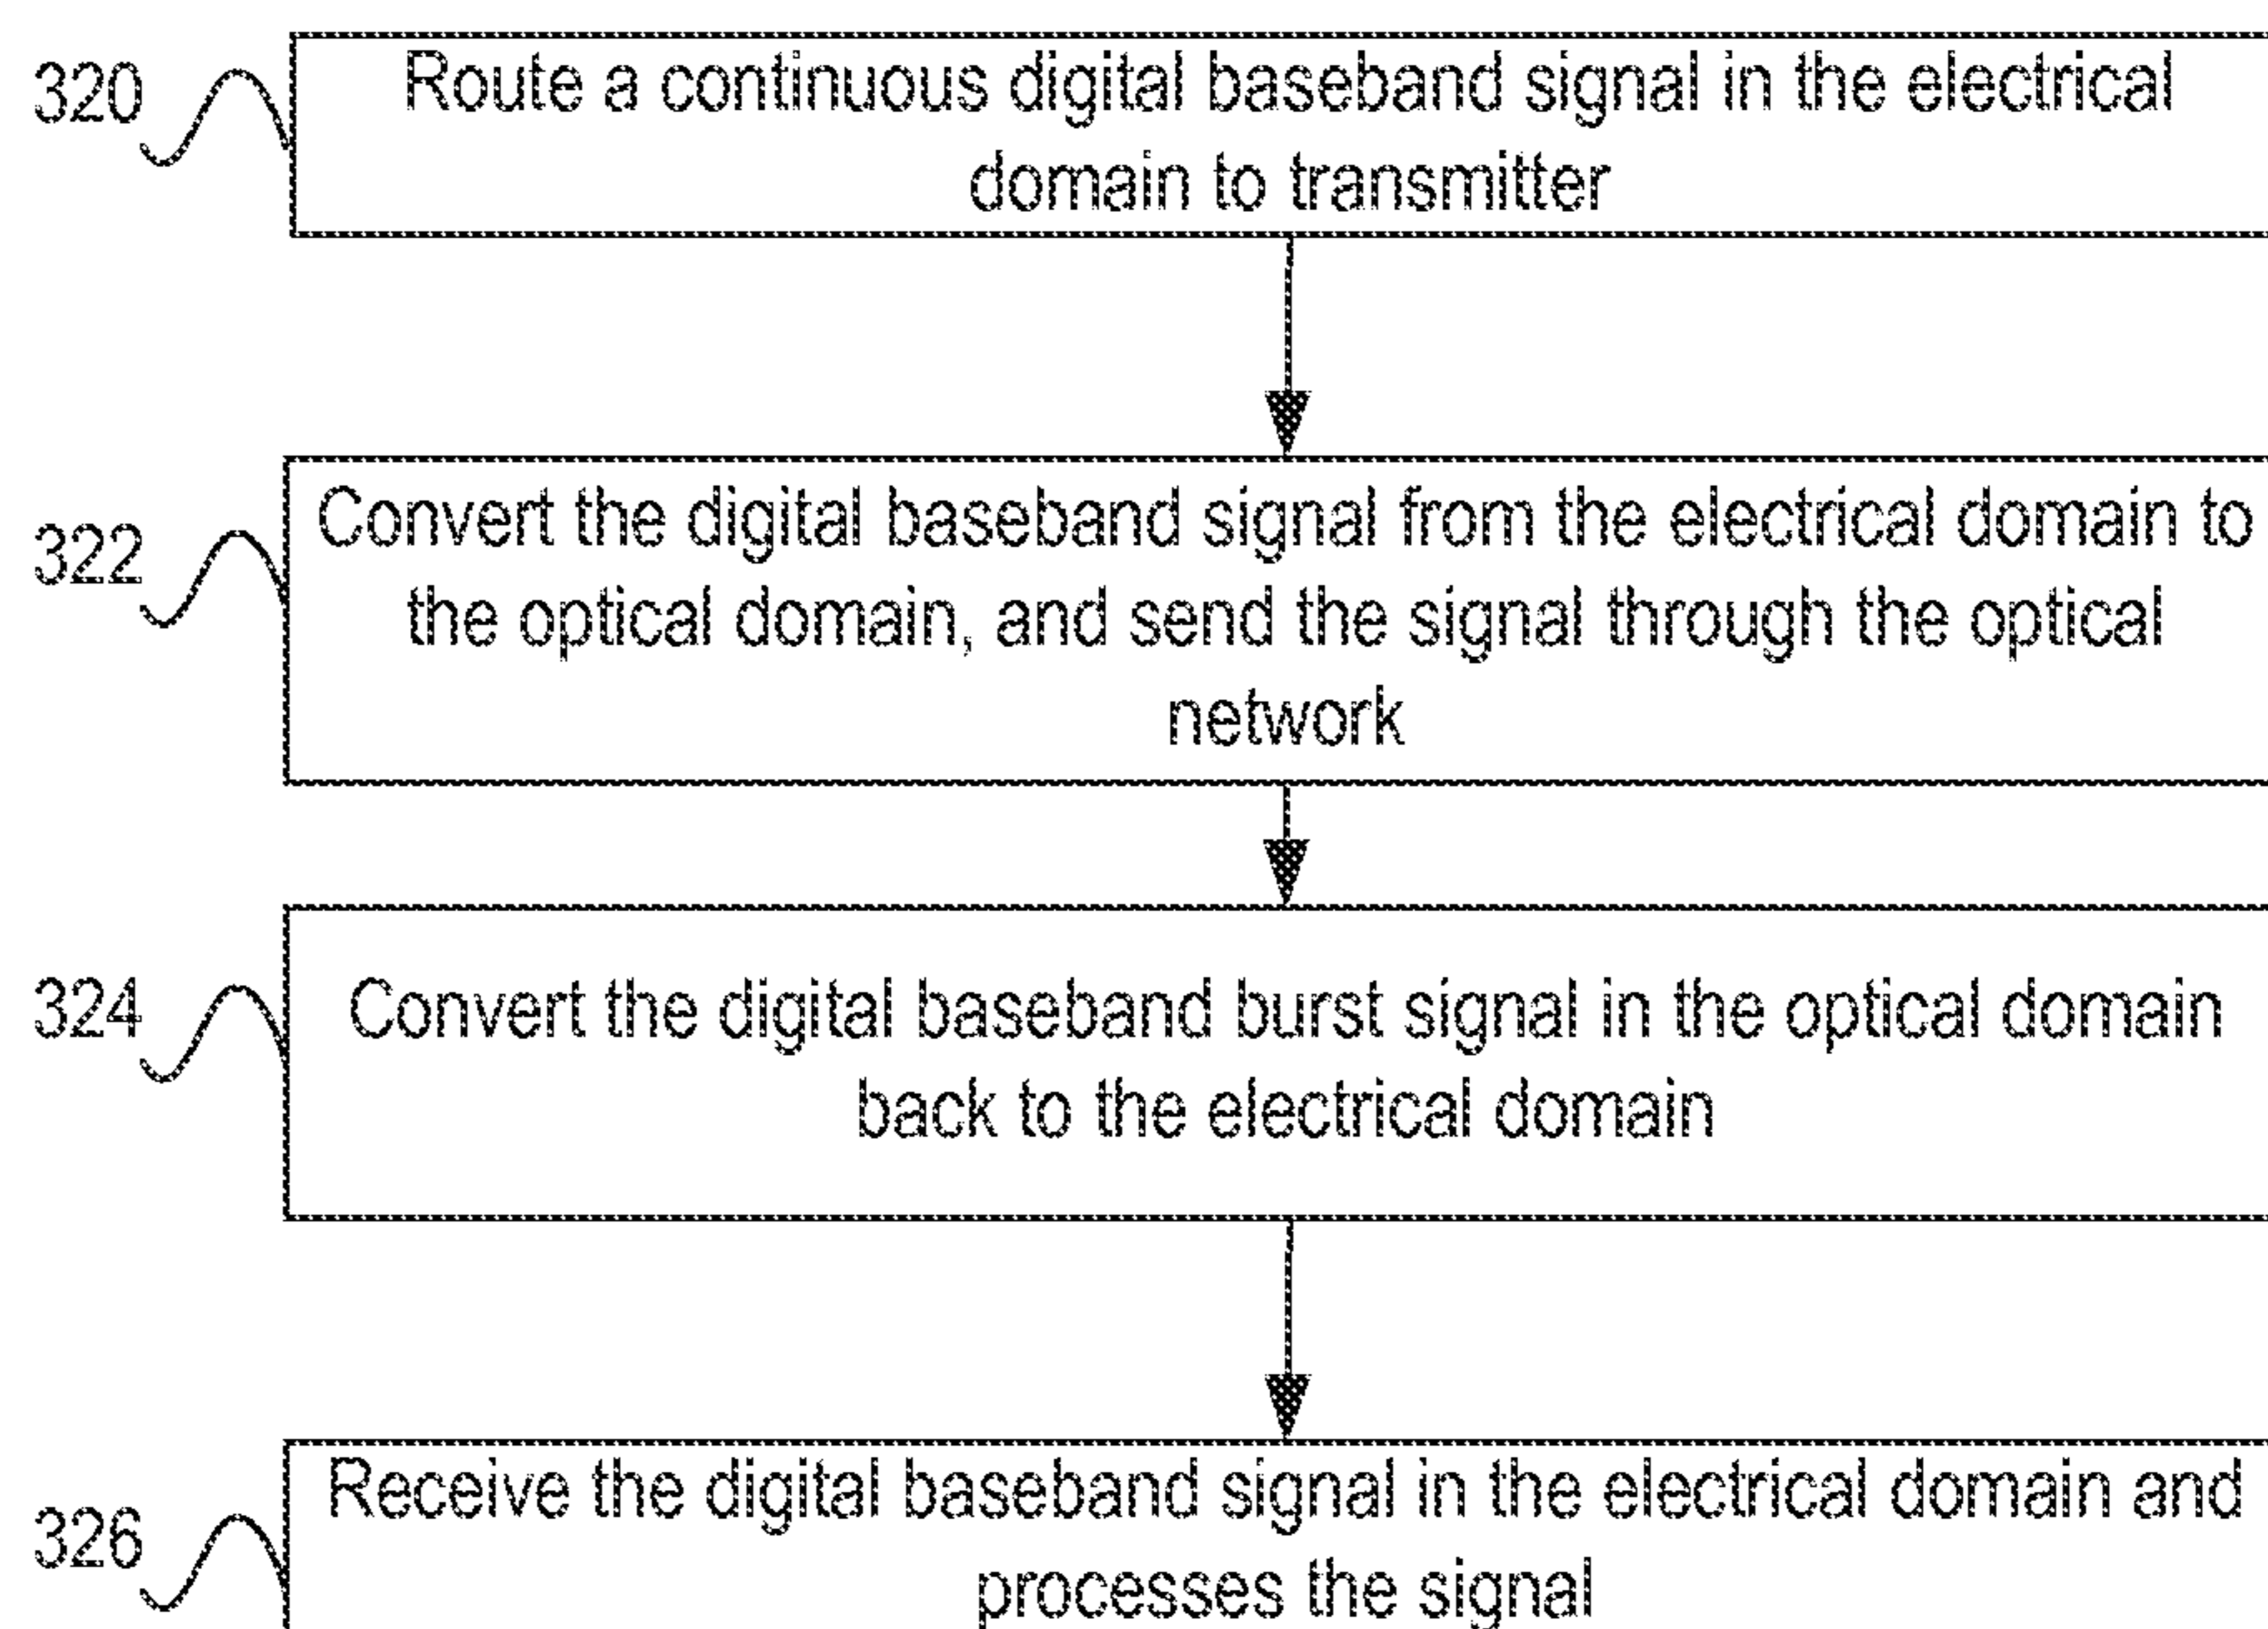 320
Route a continuous digital baseband signal in the electrical
domain to transmitter
322
Convert the digital baseband signal from the electrical domain to
the optical domain, and send the signal through the optical
network
324
Convert the digital baseband burst signal in the optical domain
back to the electrical domain
326
Receive the digital baseband signal in the electrical domain and
processes the signal